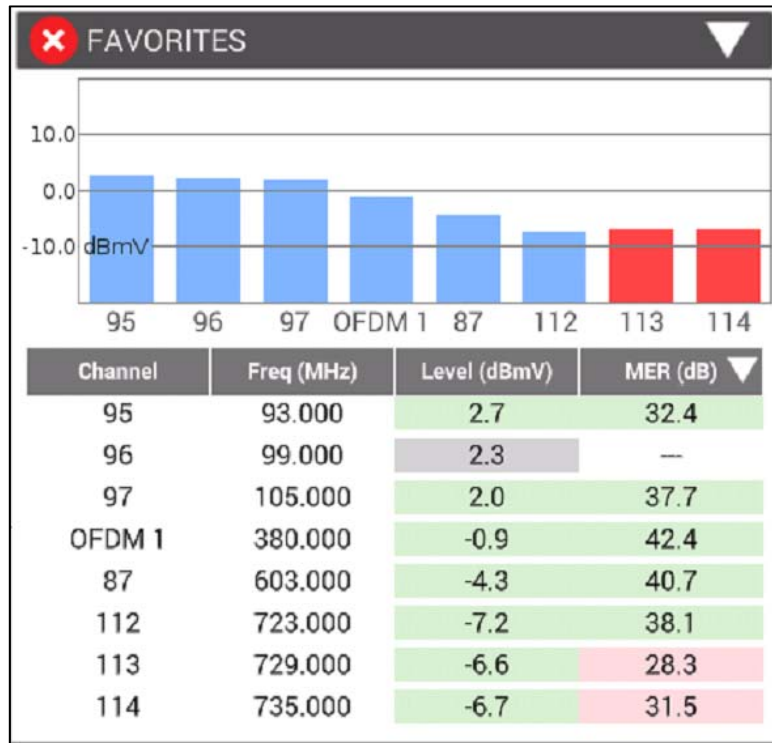 FAVORITES
10.0
0.0
-10.0 dBmV
95 96 97 OFDM 1 87 112 113 114
Channel Freq (MHz) Level (dBmV) MER (dB)
95 93.000 2.7 32.4
96 99.000 2.3 ---
97 105.000 2.0 37.7
OFDM 1 380.000 -0.9 42.4
87 603.000 -4.3 40.7
112 723.000 -7.2 38.1
113 729.000 -6.6 28.3
114 735.000 -6.7 31.5